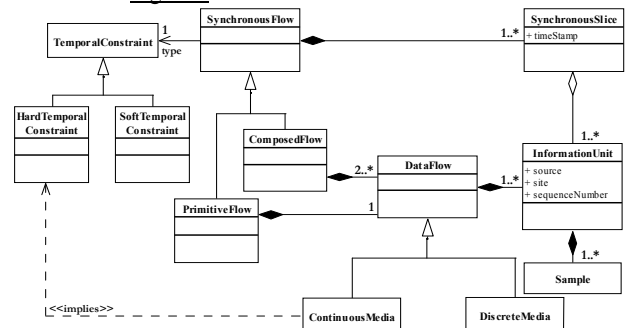 SynchronousFlow
SynchronousSlice
+ timeStamp
1
type
1..*
TemporalConstraint
HardTemporal
Constraint
SoftTemporal
Constraint
ComposedFlow
2..*
DataFlow
1..*
1..*
InformationUnit
+ source
+ site
+ sequenceNumber
PrimitiveFlow
1
1..*
Sample
<<implies>>
ContinuousMedia
DiscreteMedia